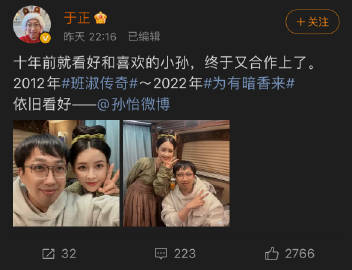 于正
昨天 22:16 已编辑
+关注
十年前就看好和喜欢的小孙，终于又合作上了。
2012年#班淑传奇#～2022年#为有暗香来#
依旧看好——@孙怡微博
32
223
2766